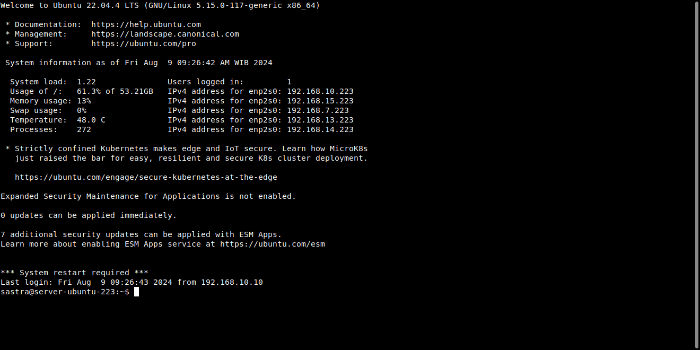 Welcome to Ubuntu 22.04.4 LTS (GNU/Linux 5.15.0-117-generic x86_64)
* Documentation:  https://help.ubuntu.com
* Management:     https://landscape.canonical.com
* Support:        https://ubuntu.com/pro
System information as of Fri Aug  9 09:26:42 AM WIB 2024
System load:  1.22               Users logged in:          1
Usage of /:   61.3% of 53.21GB   IPv4 address for enp2s0: 192.168.10.223
Memory usage: 13%                IPv4 address for enp2s0: 192.168.15.223
Swap usage:   0%                 IPv4 address for enp2s0: 192.168.7.223
Temperature:  48.0 C             IPv4 address for enp2s0: 192.168.13.223
Processes:    272                IPv4 address for enp2s0: 192.168.14.223
* Strictly confined Kubernetes makes edge and IoT secure. Learn how MicroK8s
just raised the bar for easy, resilient and secure K8s cluster deployment.
https://ubuntu.com/engage/secure-kubernetes-at-the-edge
Expanded Security Maintenance for Applications is not enabled.
0 updates can be applied immediately.
7 additional security updates can be applied with ESM Apps.
Learn more about enabling ESM Apps service at https://ubuntu.com/esm
*** System restart required ***
Last login: Fri Aug  9 09:26:43 2024 from 192.168.10.10
sastra@server-ubuntu-223:~$